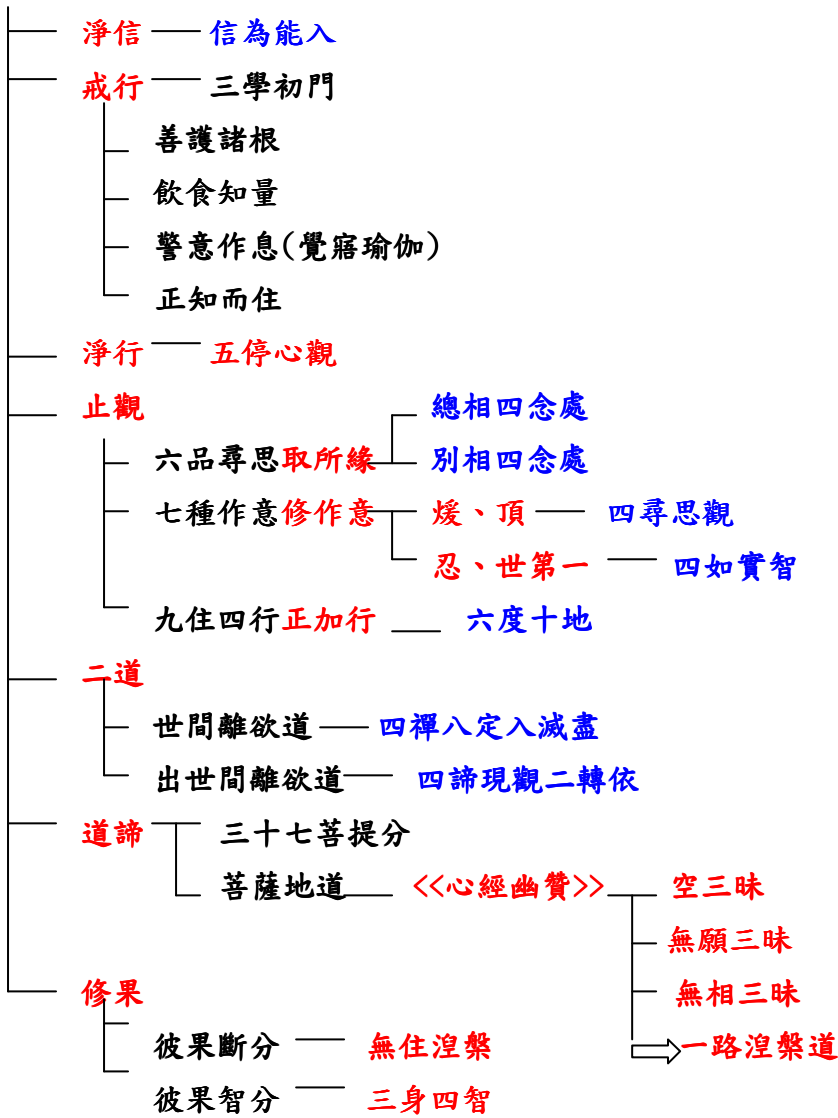 淨信 信為能入
戒行 三學初門
善護諸根
飲食知量
警意作息(覺寤瑜伽)
正知而住
淨行 五停心觀
止觀 總相四念處
六品尋思取所緣 別相四念處
七種作意修作意 煖、頂 四尋思觀
忍、世第一 四如實智
九住四行正加行 六度十地
二道
世間離欲道 四禪八定入滅盡
出世間離欲道 四諦現觀二轉依
道諦 三十七菩提分
菩薩地道 <<心經幽贊>> 空三昧
無願三昧
修果 無相三昧
彼果斷分 無住涅槃 一路涅槃道
彼果智分 三身四智